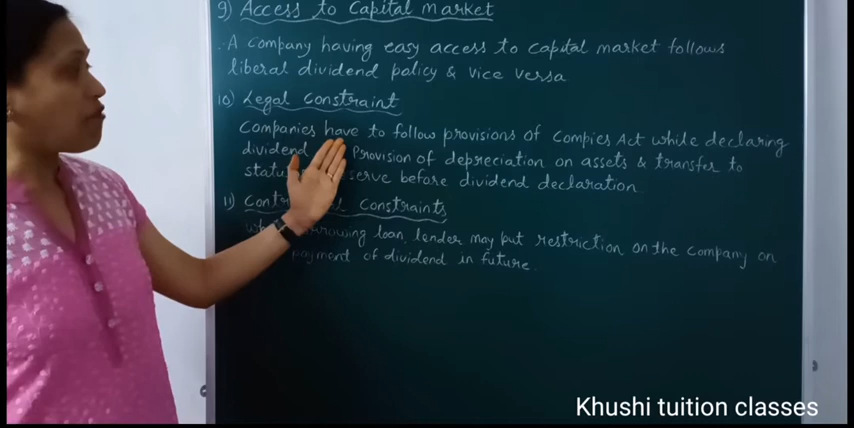 9) Access to Capital Market
A company having easy access to capital market follows
liberal dividend policy & vice versa
10) Legal Constraint
Companies have to follow provisions of Compies Act while declaring
dividend Provision of depreciation on assets & transfer to
serve before dividend declaration
11) Constraints
loan, lender may put restriction on the company on
payment of dividend in future.
Khushi tuition classes